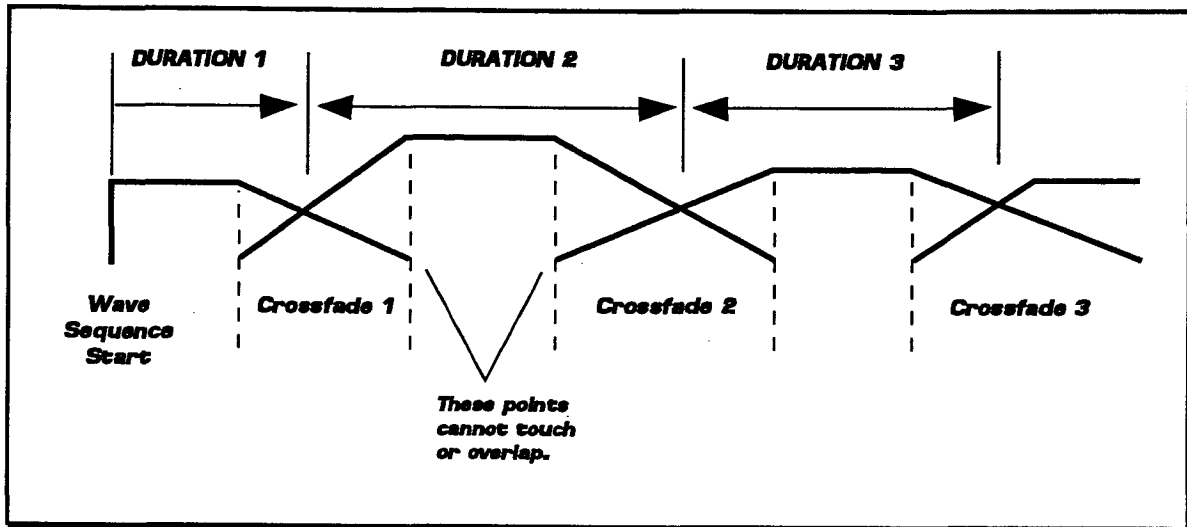 DURATION 1
DURATION 2
DURATION 3
Wave
Sequence
Start
Crossfade 1
Crossfade 2
Crossfade 3
These points
cannot touch
or overlap.